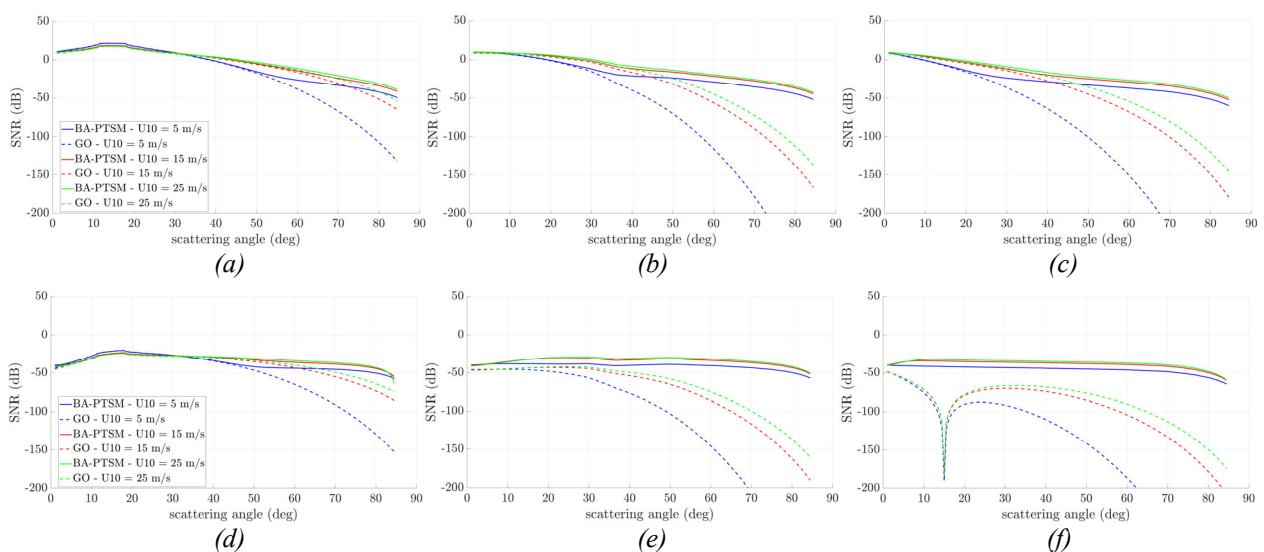 50
0
-50
-100
-150
-200
SNR (dB)
BA-PTSM - U10 = 5 m/s
GO - U10 = 5 m/s
BA-PTSM - U10 = 15 m/s
GO - U10 = 15 m/s
BA-PTSM - U10 = 25 m/s
GO - U10 = 25 m/s
0 10 20 30 40 50 60 70 80 90
scattering angle (deg)
(a)
50
0
-50
-100
-150
-200
SNR (dB)
0 10 20 30 40 50 60 70 80 90
scattering angle (deg)
(b)
50
0
-50
-100
-150
-200
SNR (dB)
0 10 20 30 40 50 60 70 80 90
scattering angle (deg)
(c)
50
0
-50
-100
-150
-200
SNR (dB)
BA-PTSM - U10 = 5 m/s
GO - U10 = 5 m/s
BA-PTSM - U10 = 15 m/s
GO - U10 = 15 m/s
BA-PTSM - U10 = 25 m/s
GO - U10 = 25 m/s
0 10 20 30 40 50 60 70 80 90
scattering angle (deg)
(d)
50
0
-50
-100
-150
-200
SNR (dB)
0 10 20 30 40 50 60 70 80 90
scattering angle (deg)
(e)
50
0
-50
-100
-150
-200
SNR (dB)
0 10 20 30 40 50 60 70 80 90
scattering angle (deg)
(f)